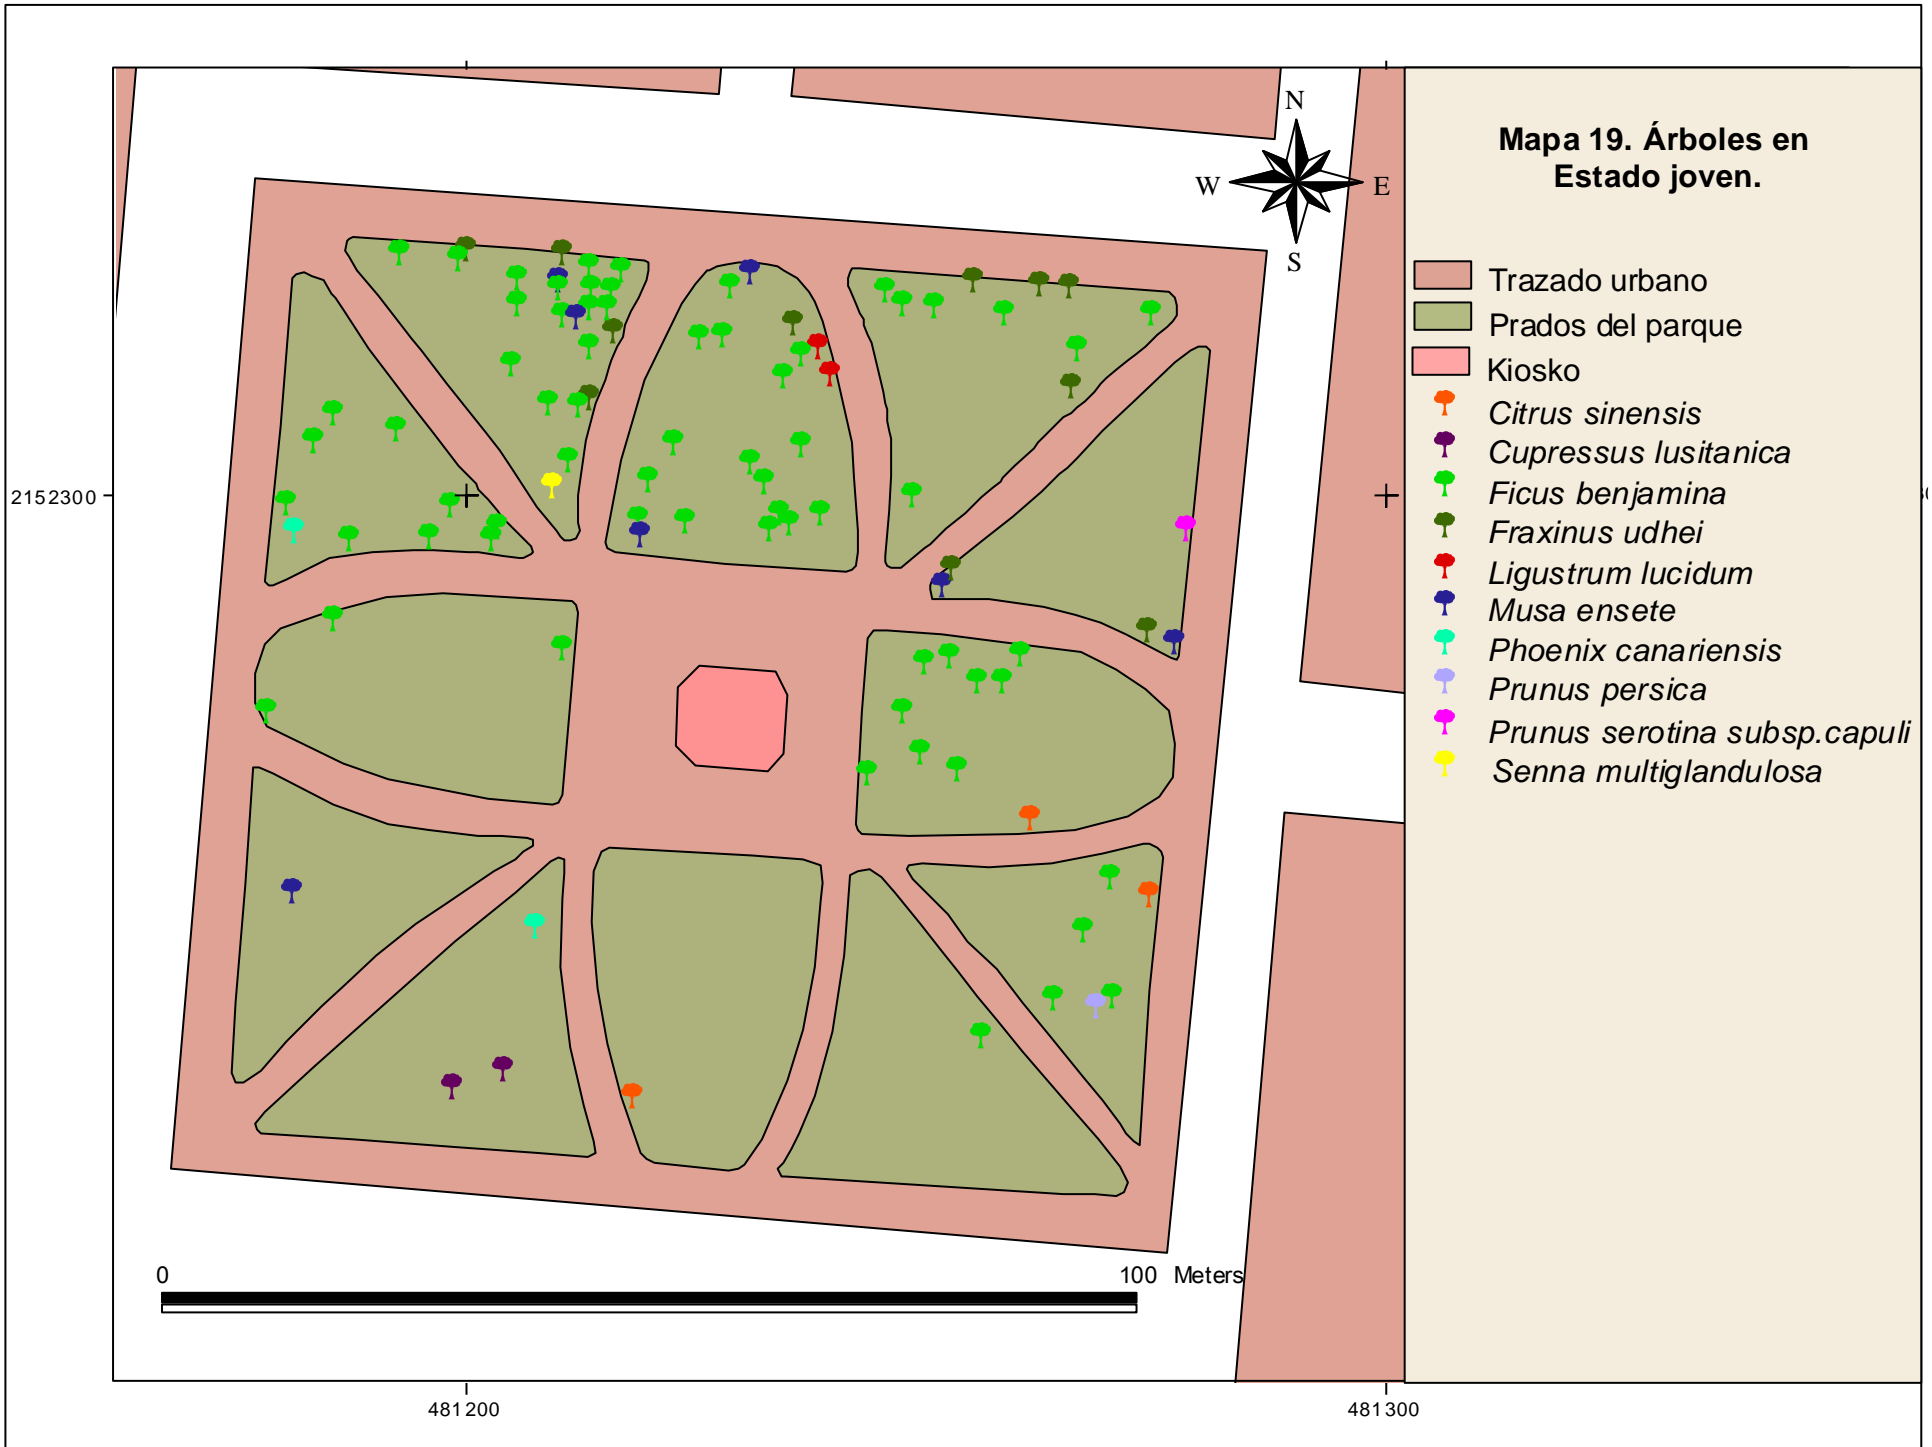 N
W
E
S
Mapa 19. Árboles en
Estado joven.
Trazado urbano
Prados del parque
Kiosko
Citrus sinensis
Cupressus lusitanica
Ficus benjamina
Fraxinus udhei
Ligustrum lucidum
Musa ensete
Phoenix canariensis
Prunus persica
Prunus serotina subsp.capuli
Senna multiglandulosa
2152300
0
100 Meters
481200
481300